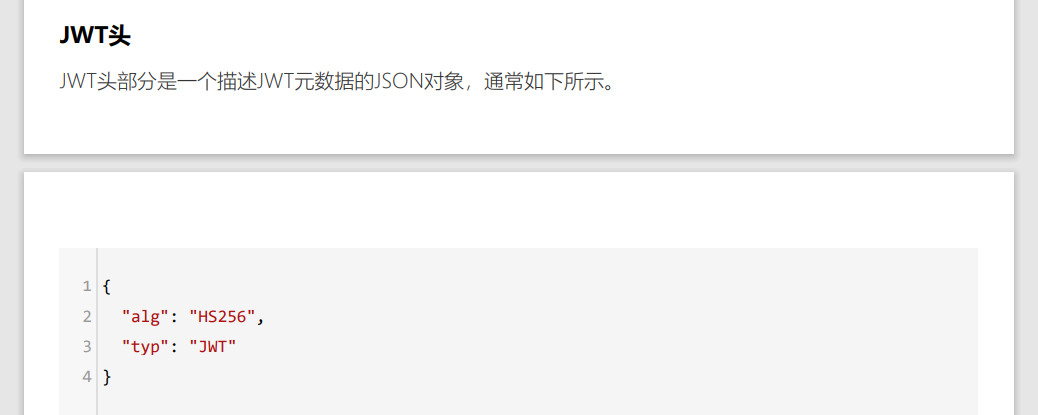 JWT头
JWT头部分是一个描述JWT元数据的JSON对象，通常如下所示。
1 {
2   "alg": "HS256",
3   "typ": "JWT"
4 }